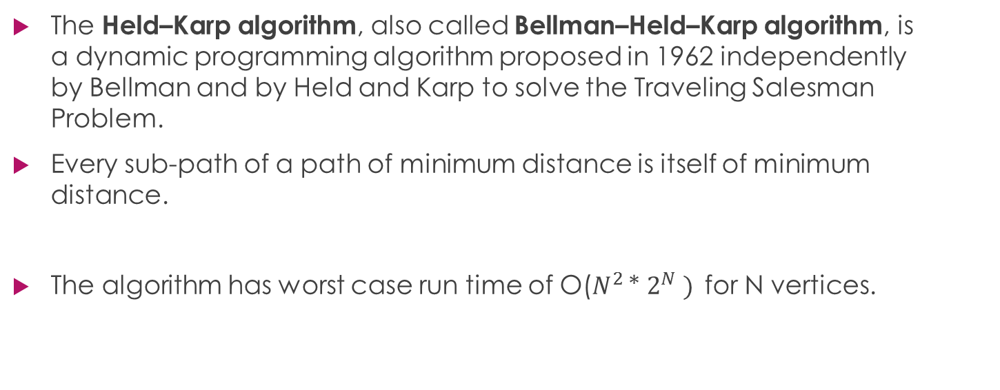 The Held–Karp algorithm, also called Bellman–Held–Karp algorithm, is
a dynamic programming algorithm proposed in 1962 independently
by Bellman and by Held and Karp to solve the Traveling Salesman
Problem.
Every sub-path of a path of minimum distance is itself of minimum
distance.
The algorithm has worst case run time of O(N² * 2ᴺ ) for N vertices.